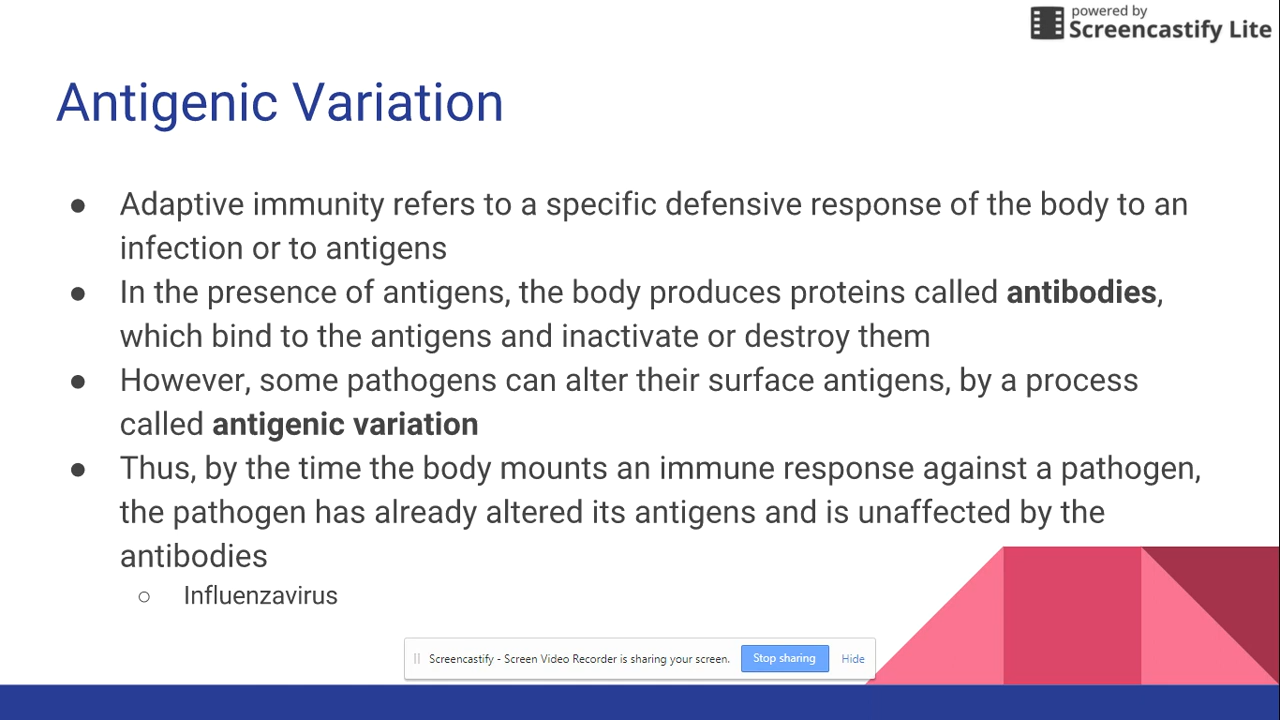 powered by
Screencastify Lite
Antigenic Variation
● Adaptive immunity refers to a specific defensive response of the body to an
infection or to antigens
● In the presence of antigens, the body produces proteins called antibodies,
which bind to the antigens and inactivate or destroy them
● However, some pathogens can alter their surface antigens, by a process
called antigenic variation
● Thus, by the time the body mounts an immune response against a pathogen,
the pathogen has already altered its antigens and is unaffected by the
antibodies
○ Influenzavirus
Screencastify - Screen Video Recorder is sharing your screen. Stop sharing Hide